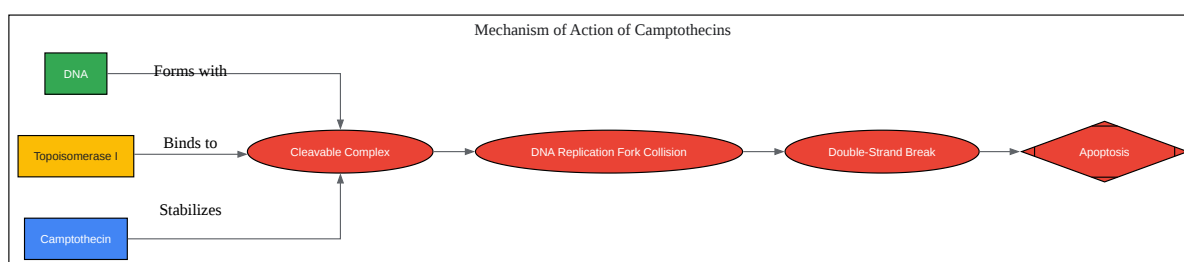 Mechanism of Action of Camptothecins
DNA
Forms with
Topoisomerase I
Binds to
Cleavable Complex
DNA Replication Fork Collision
Double-Strand Break
Apoptosis
Stabilizes
Camptothecin